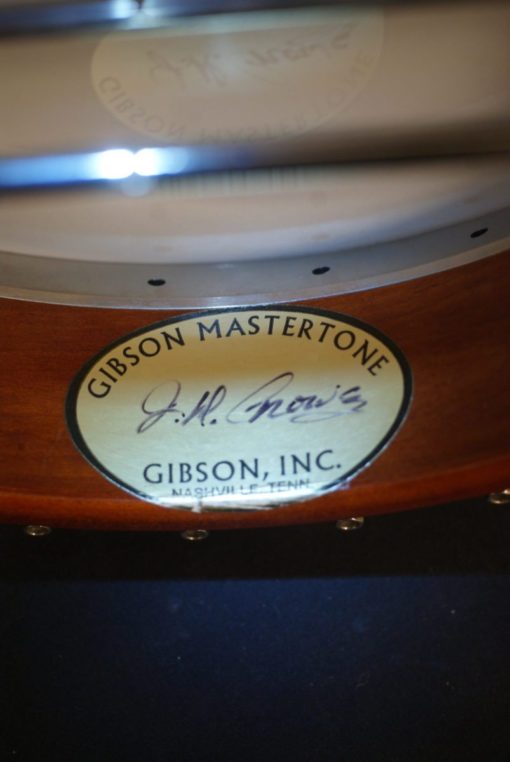 GIBSON MASTERTONE
GIBSON, INC.
NASHVILLE, TENN.